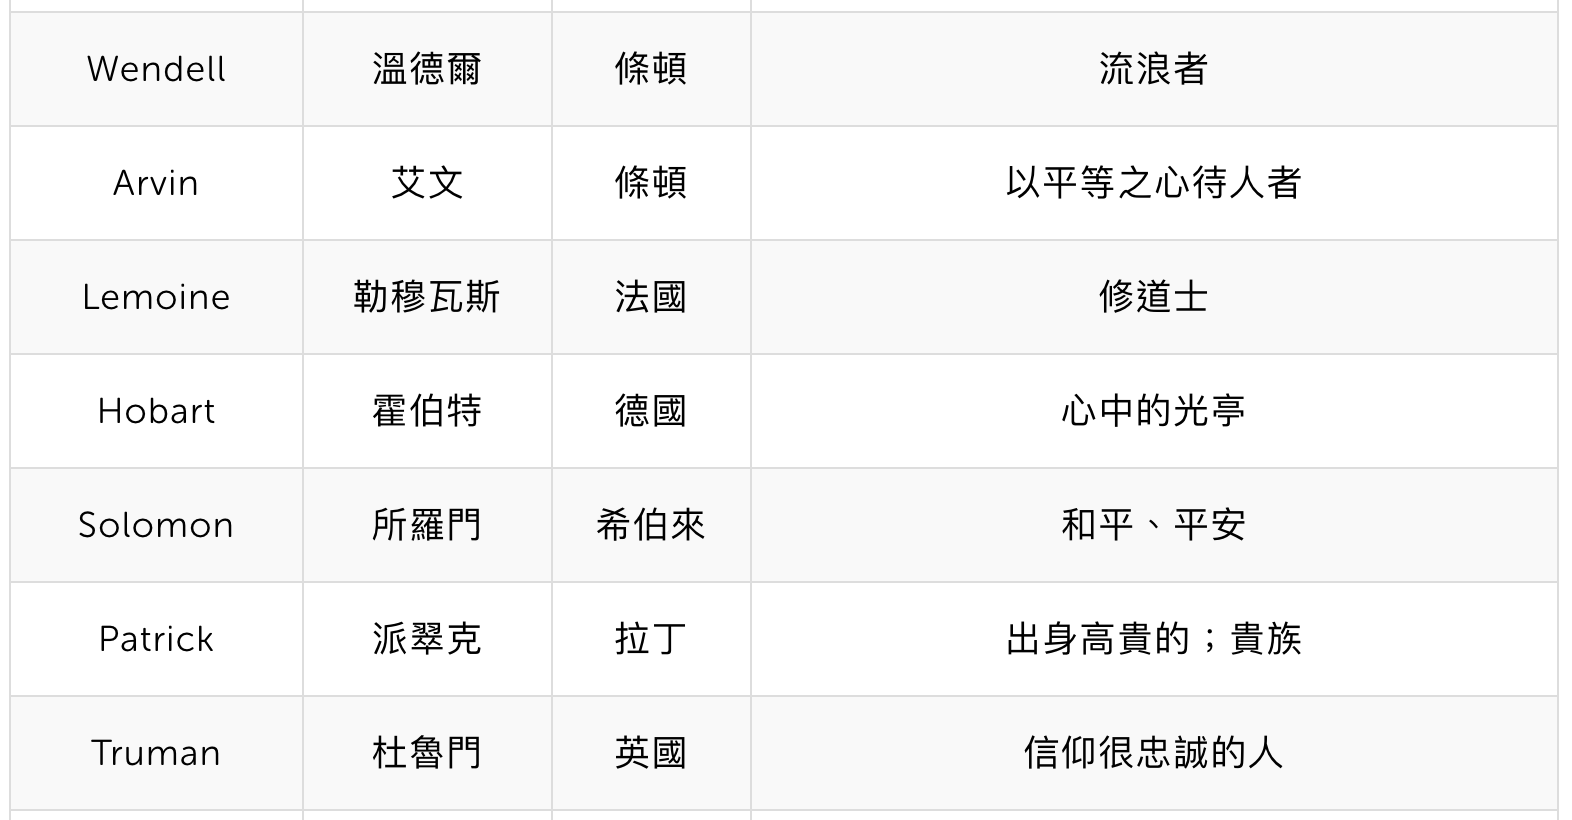 Wendell 溫德爾 條頓 流浪者
Arvin 艾文 條頓 以平等之心待人者
Lemoine 勒穆瓦斯 法國 修道士
Hobart 霍伯特 德國 心中的光亭
Solomon 所羅門 希伯來 和平、平安
Patrick 派翠克 拉丁 出身高貴的；貴族
Truman 杜魯門 英國 信仰很忠誠的人